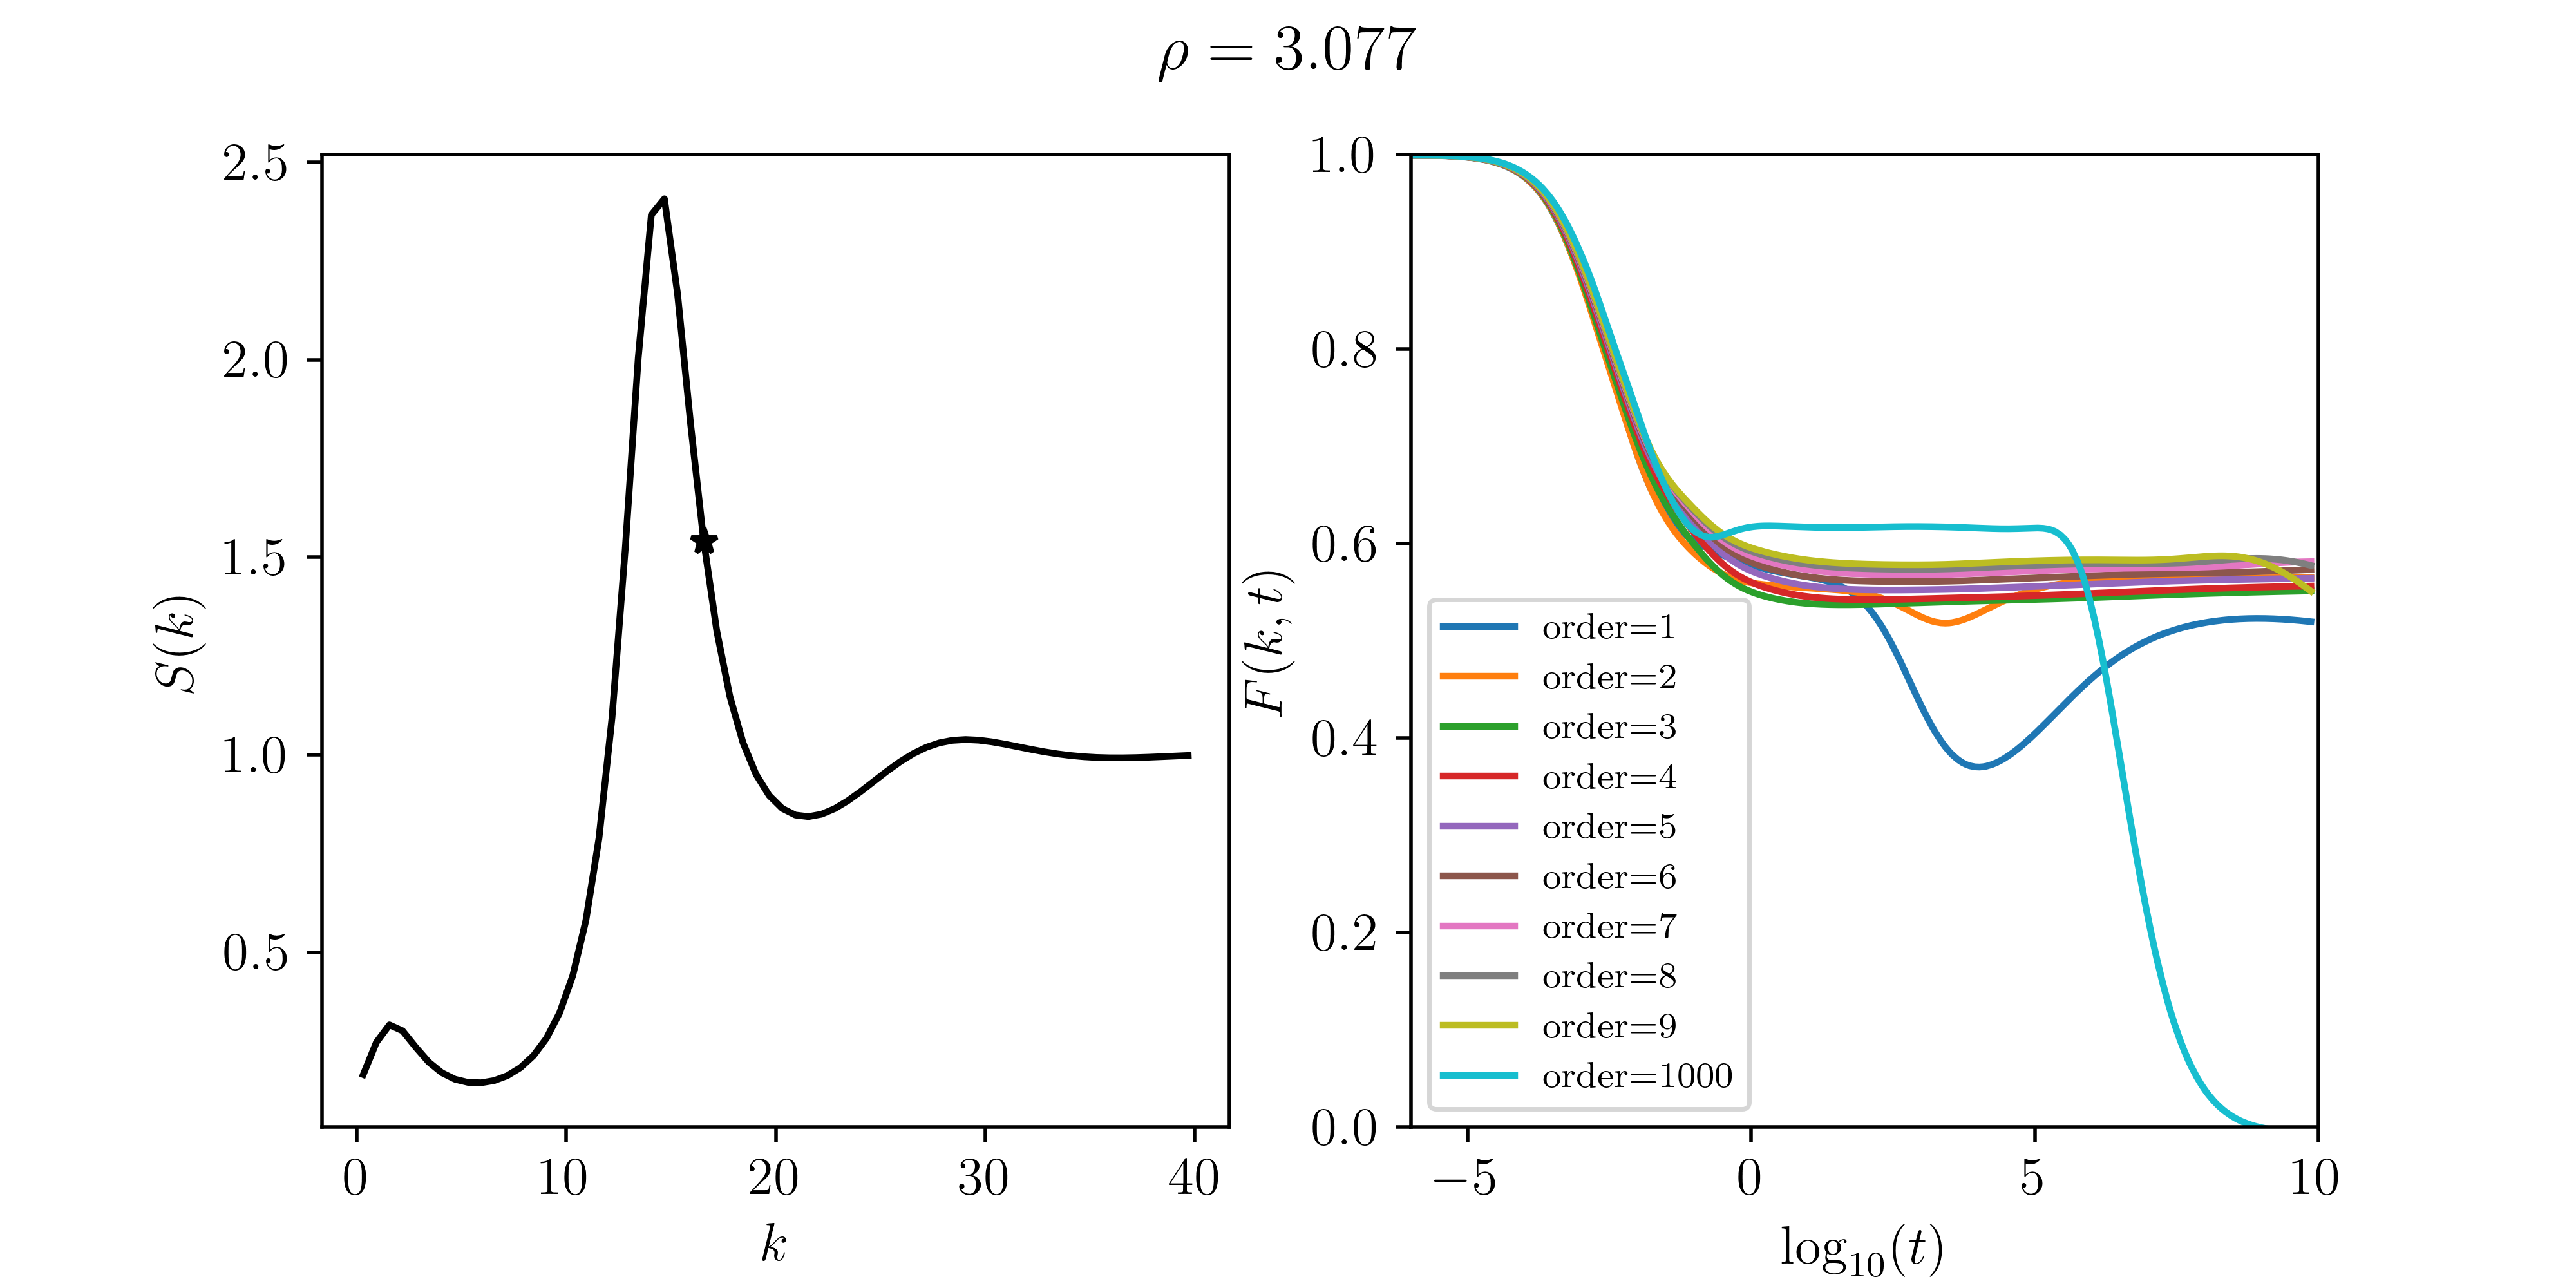 ρ = 3.077
2.5
2.0
1.5
1.0
0.5
S(k)
0 10 20 30 40
k
1.0
0.8
0.6
0.4
0.2
0.0
F(k, t)
order=1
order=2
order=3
order=4
order=5
order=6
order=7
order=8
order=9
order=1000
−5 0 5 10
log₁₀(t)